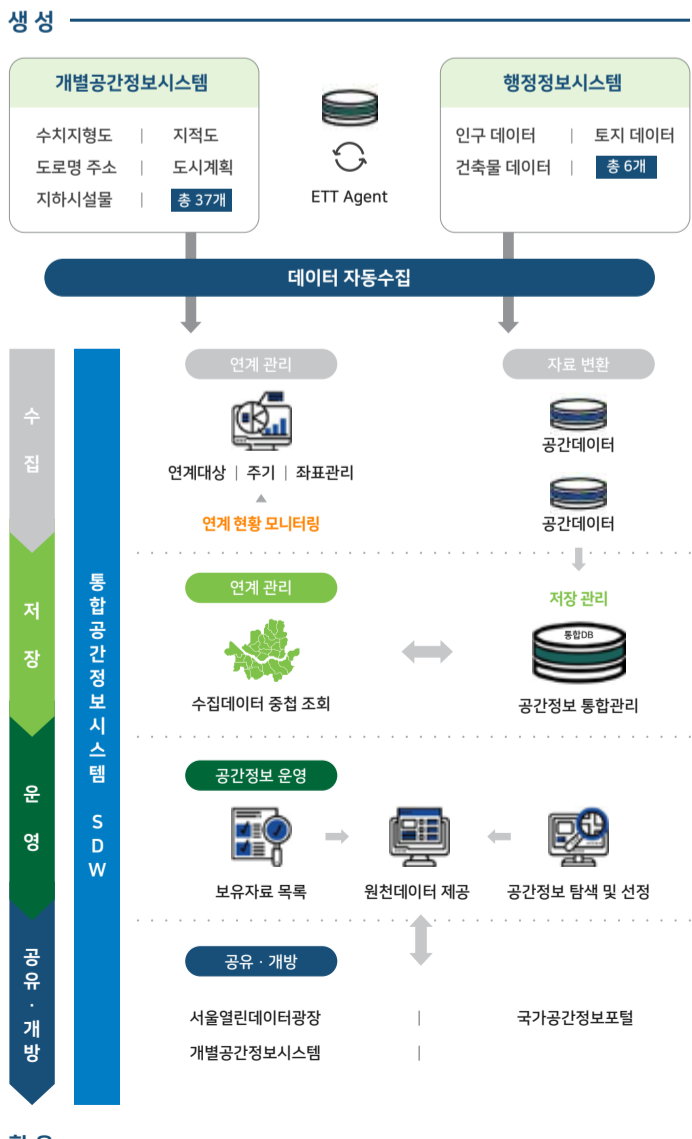 생성
개별공간정보시스템
수치지형도 | 지적도
도로명 주소 | 도시계획
지하시설물 | 총 37개
ETT Agent
행정정보시스템
인구 데이터 | 토지 데이터
건축물 데이터 | 총 6개
데이터 자동수집
수집
저장
운영
공유·개방
통합공간정보시스템 SDW
연계 관리
자료 변환
연계대상 | 주기 | 좌표관리
연계 현황 모니터링
공간데이터
공간데이터
연계 관리
수집데이터 중첩 조회
저장 관리
통합DB
공간정보 통합관리
공간정보 운영
보유자료 목록
원천데이터 제공
공간정보 탐색 및 선정
공유 · 개방
서울열린데이터광장 | 국가공간정보포털
개별공간정보시스템 |